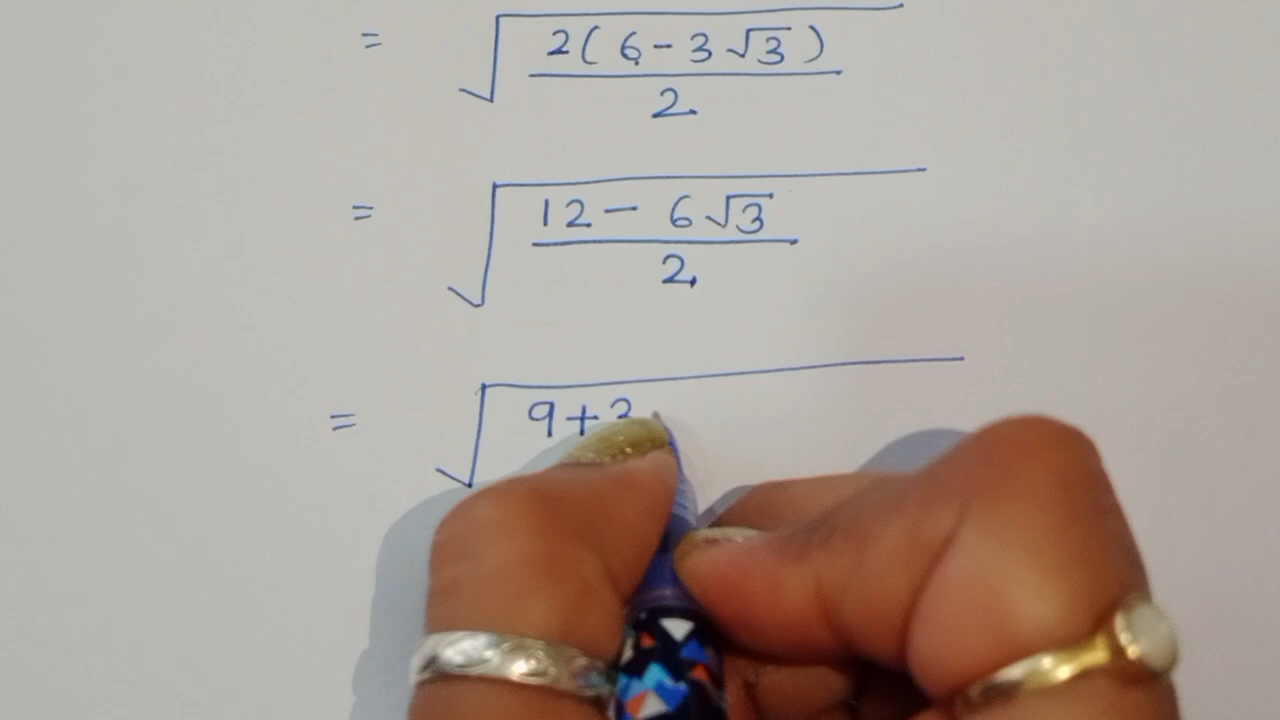 = √(2(6-3√3)/2)
= √(12-6√3/2)
= √(9+3